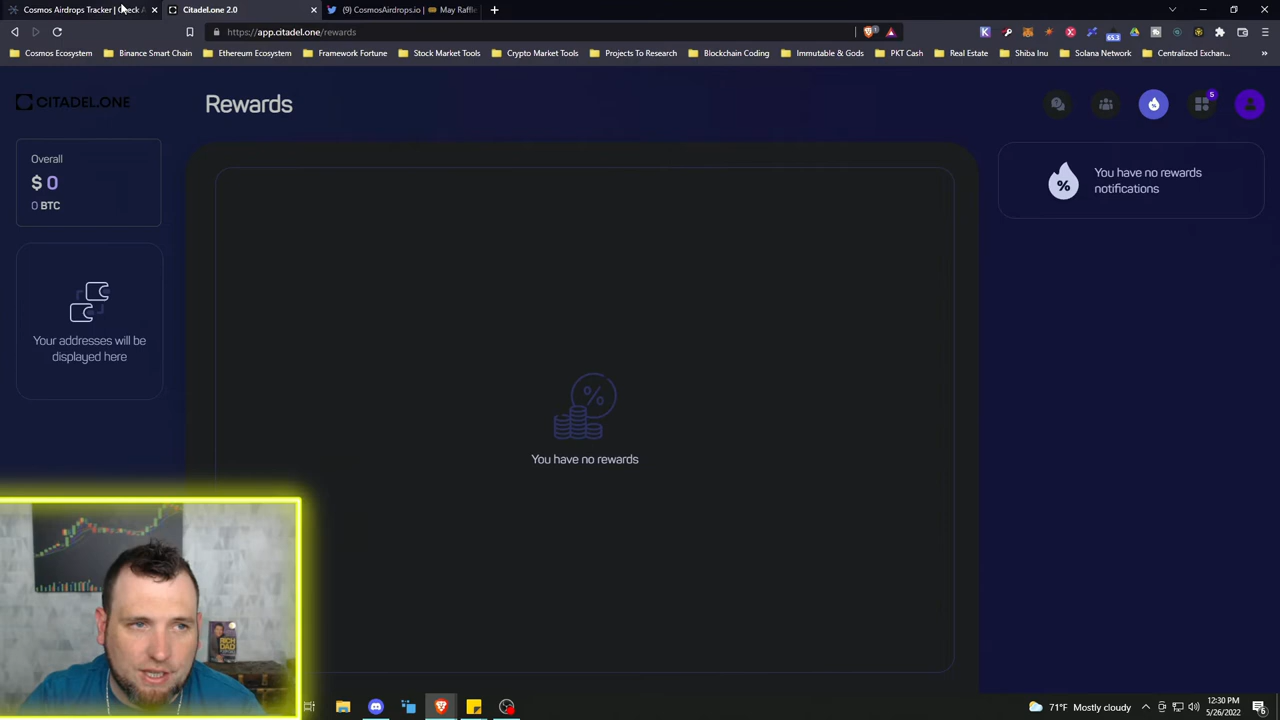 Cosmos Airdrops Tracker | Check A
Citadel.one 2.0
(9) CosmosAirdrops.io | May Raffle
https://app.citadel.one/rewards
Cosmos Ecosystem
Binance Smart Chain
Ethereum Ecosystem
Framework Fortune
Stock Market Tools
Crypto Market Tools
Projects To Research
Blockchain Coding
Immutable & Gods
PKT Cash
Real Estate
Shiba Inu
Solana Network
Centralized Exchan...
CITADEL.ONE
Rewards
5
Overall
$ 0
0 BTC
You have no rewards
notifications
Your addresses will be
displayed here
You have no rewards
RICH
DAD
71°F Mostly cloudy
12:30 PM
5/26/2022